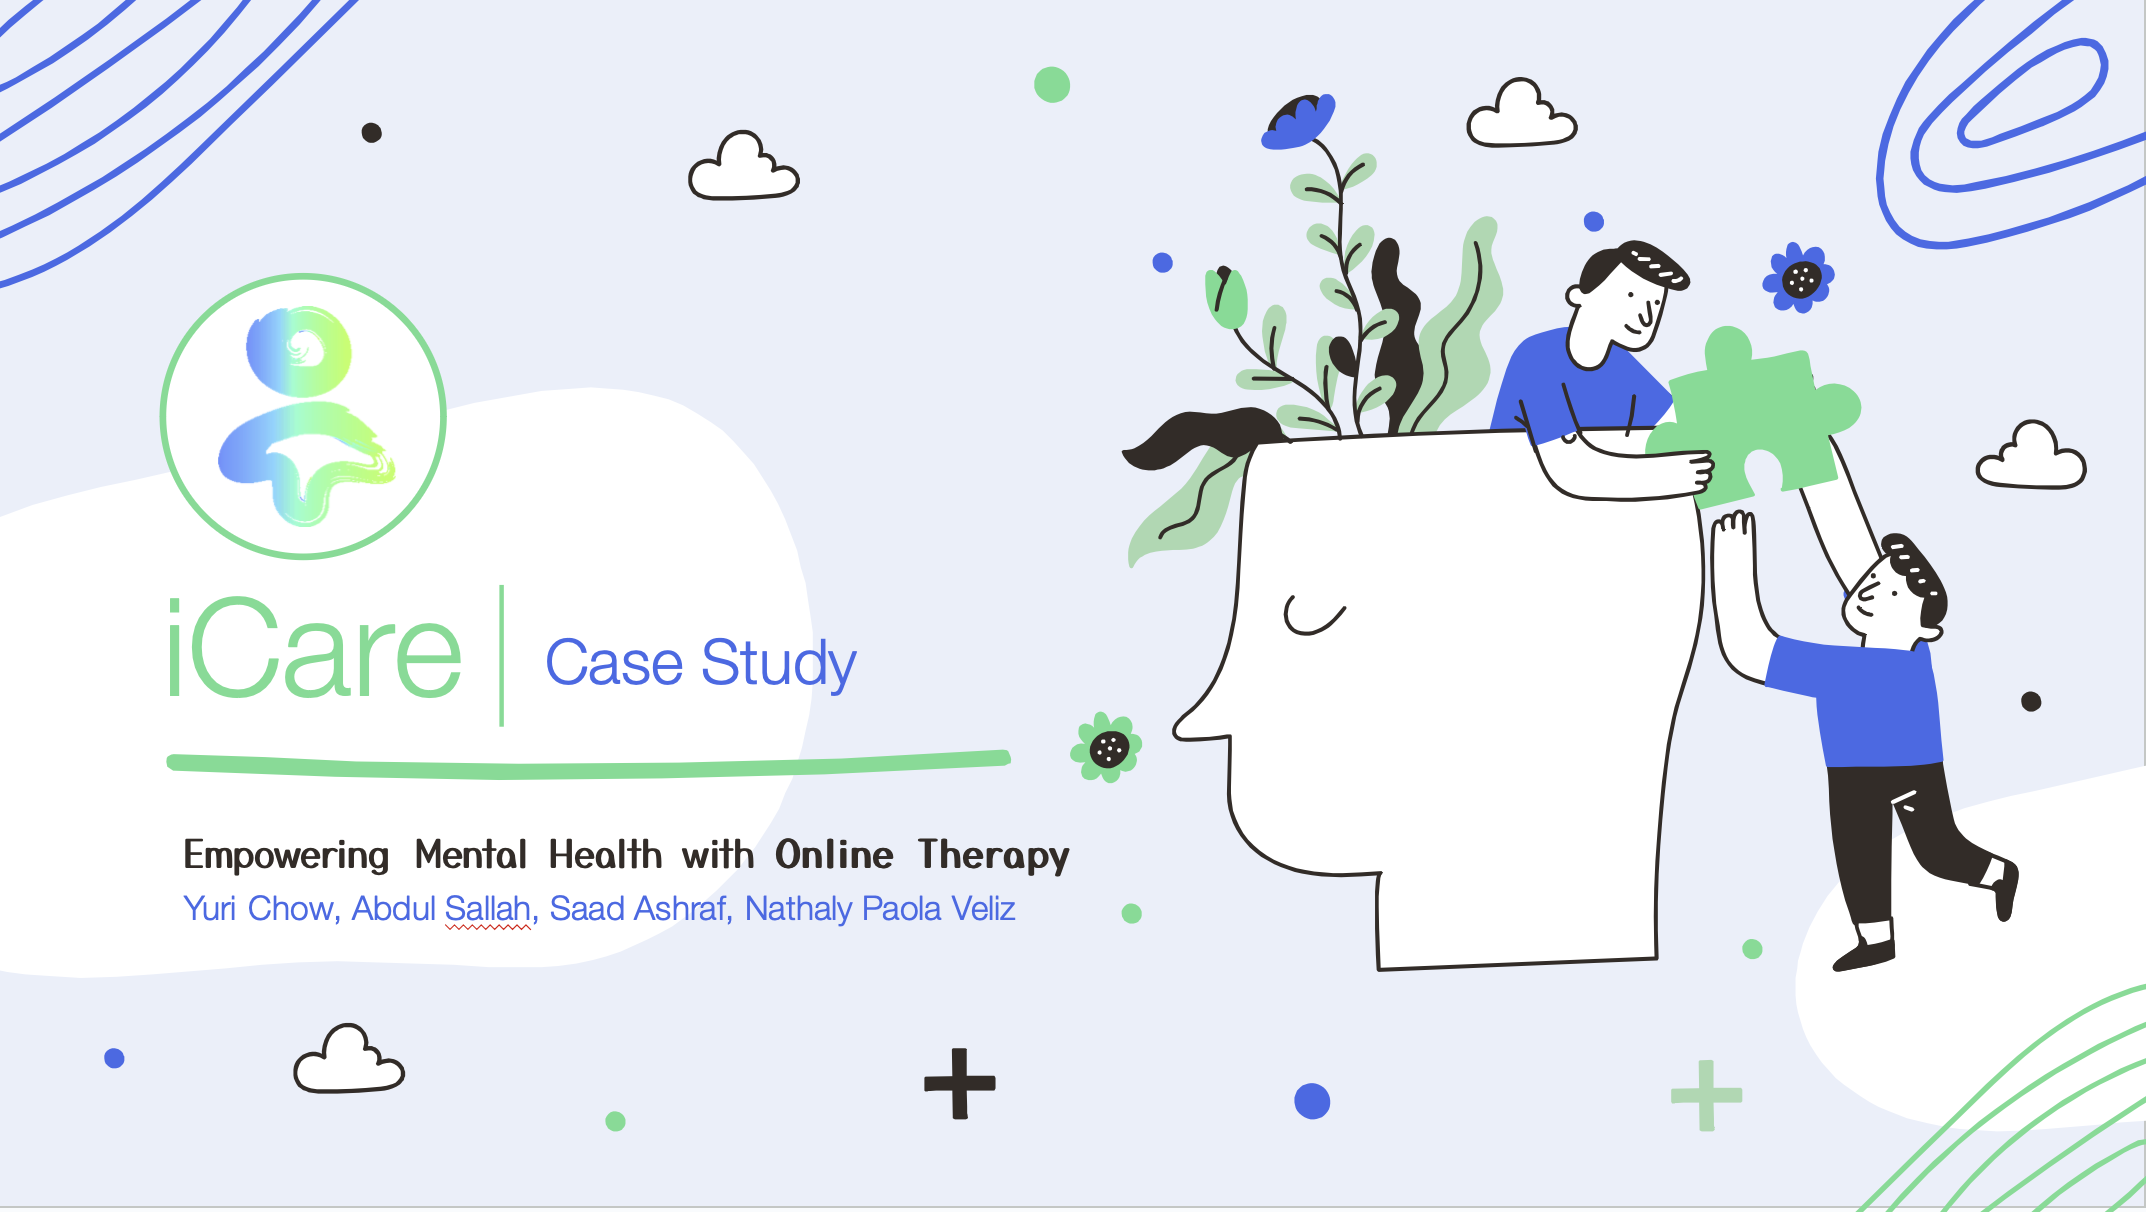 iCare
Case Study
Empowering Mental Health with Online Therapy
Yuri Chow, Abdul Sallah, Saad Ashraf, Nathaly Paola Veliz